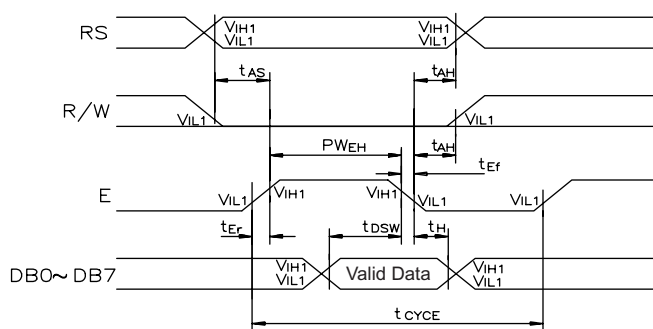 RS
VIH1
VIL1
VIH1
VIL1
tAS
tAH
R/W
VIL1
VIL1
PWEH
tAH
tEf
E
VIL1
VIH1
VIH1
VIL1
VIL1
tEr
tDSW
tH
DB0~DB7
VIH1
VIL1
Valid Data
VIH1
VIL1
tCYCE